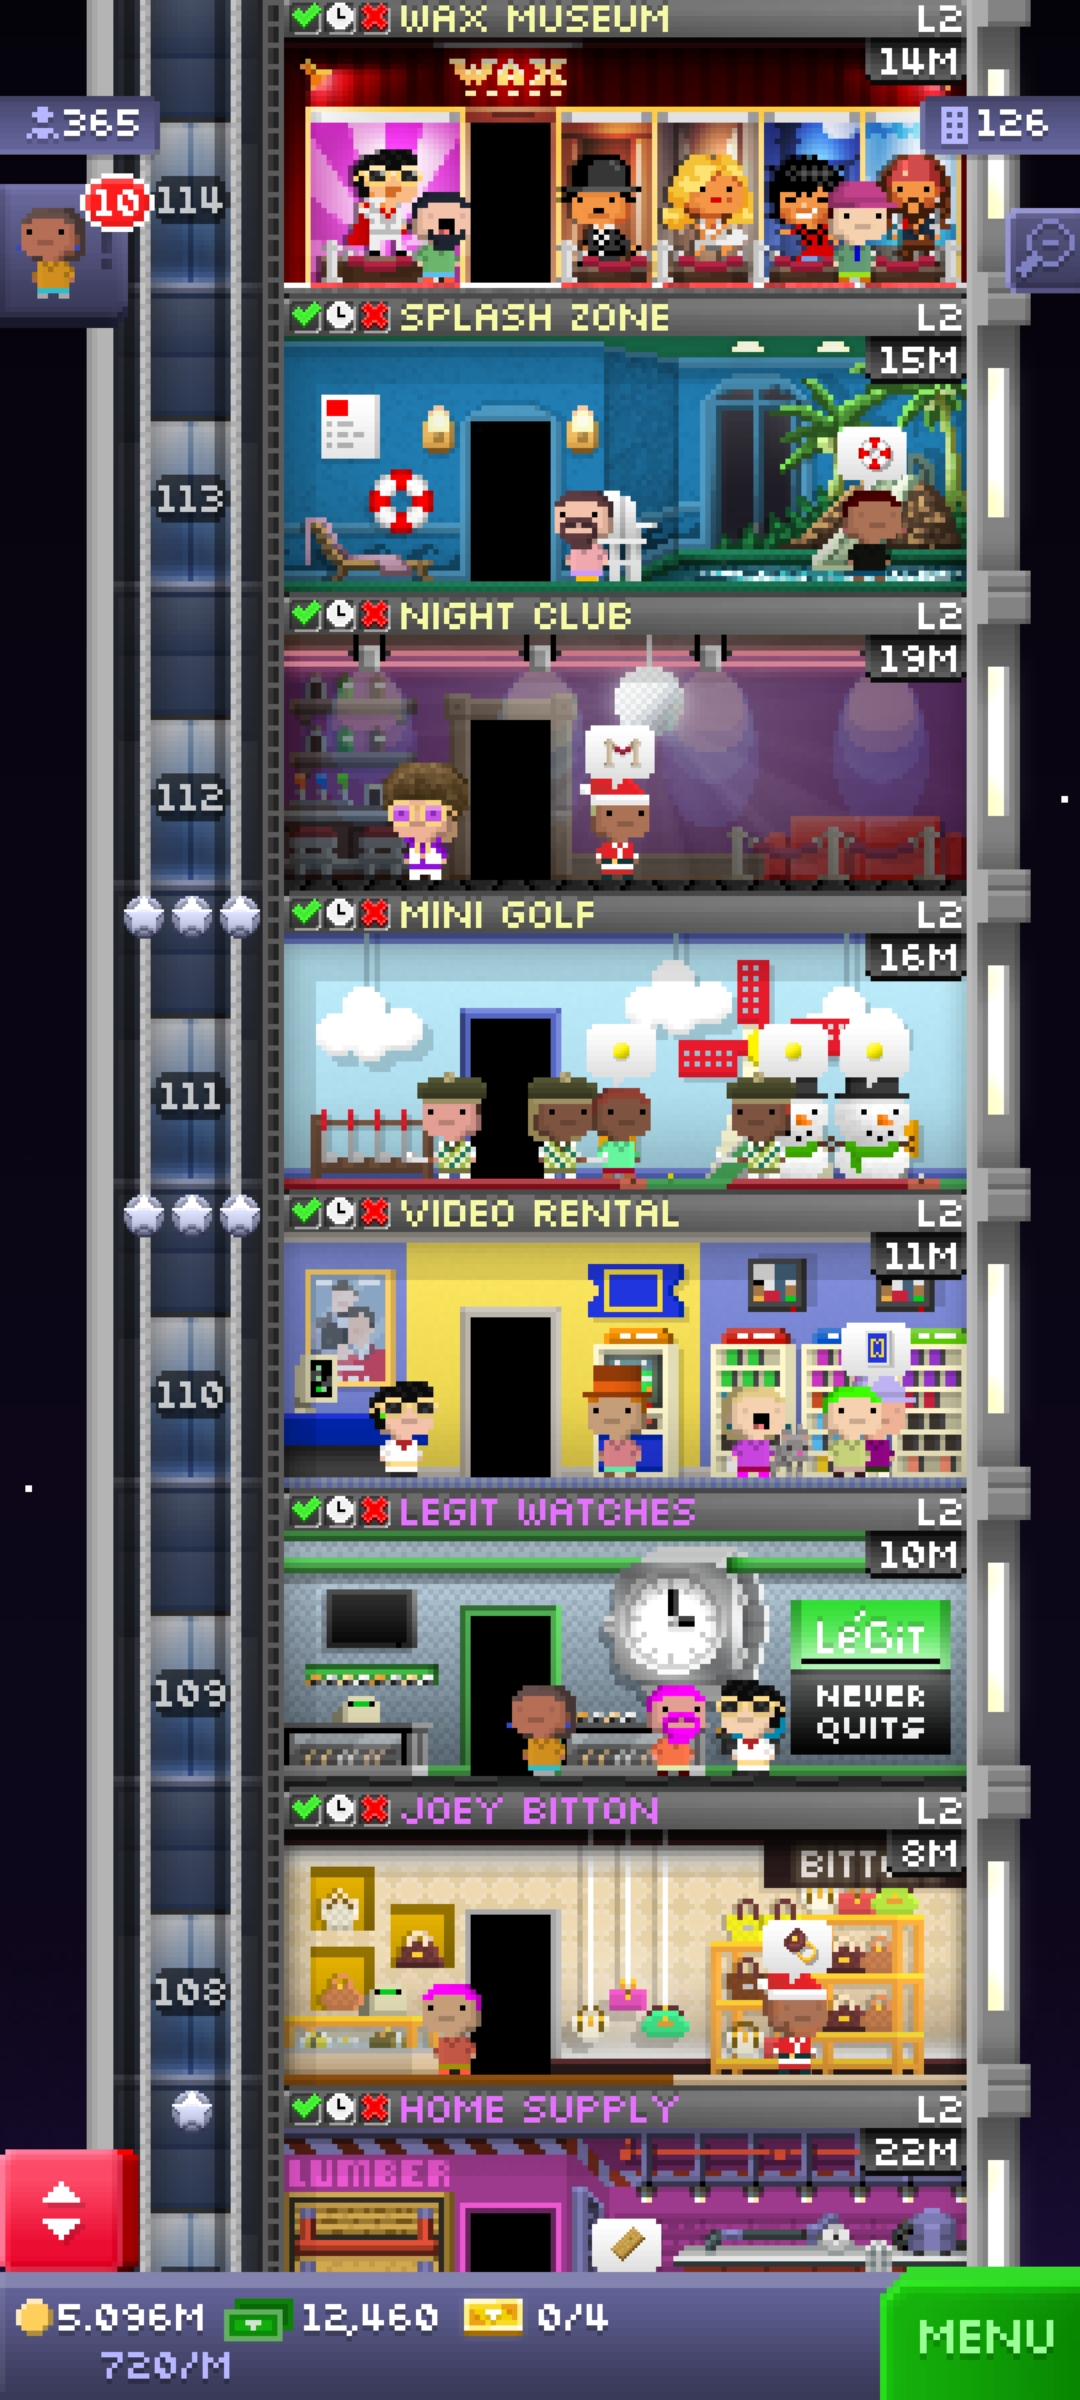 WAX MUSEUM L2
14M
WAX
365
126
10
114
SPLASH ZONE L2
15M
113
NIGHT CLUB L2
19M
M
112
MINI GOLF L2
16M
111
VIDEO RENTAL L2
11M
110
LEGIT WATCHES L2
10M
LéGiT
NEVER
QUITS
109
JOEY BITTON L2
BITT
8M
108
HOME SUPPLY L2
22M
LUMBER
5.096M 12,460 0/4
720/M
MENU